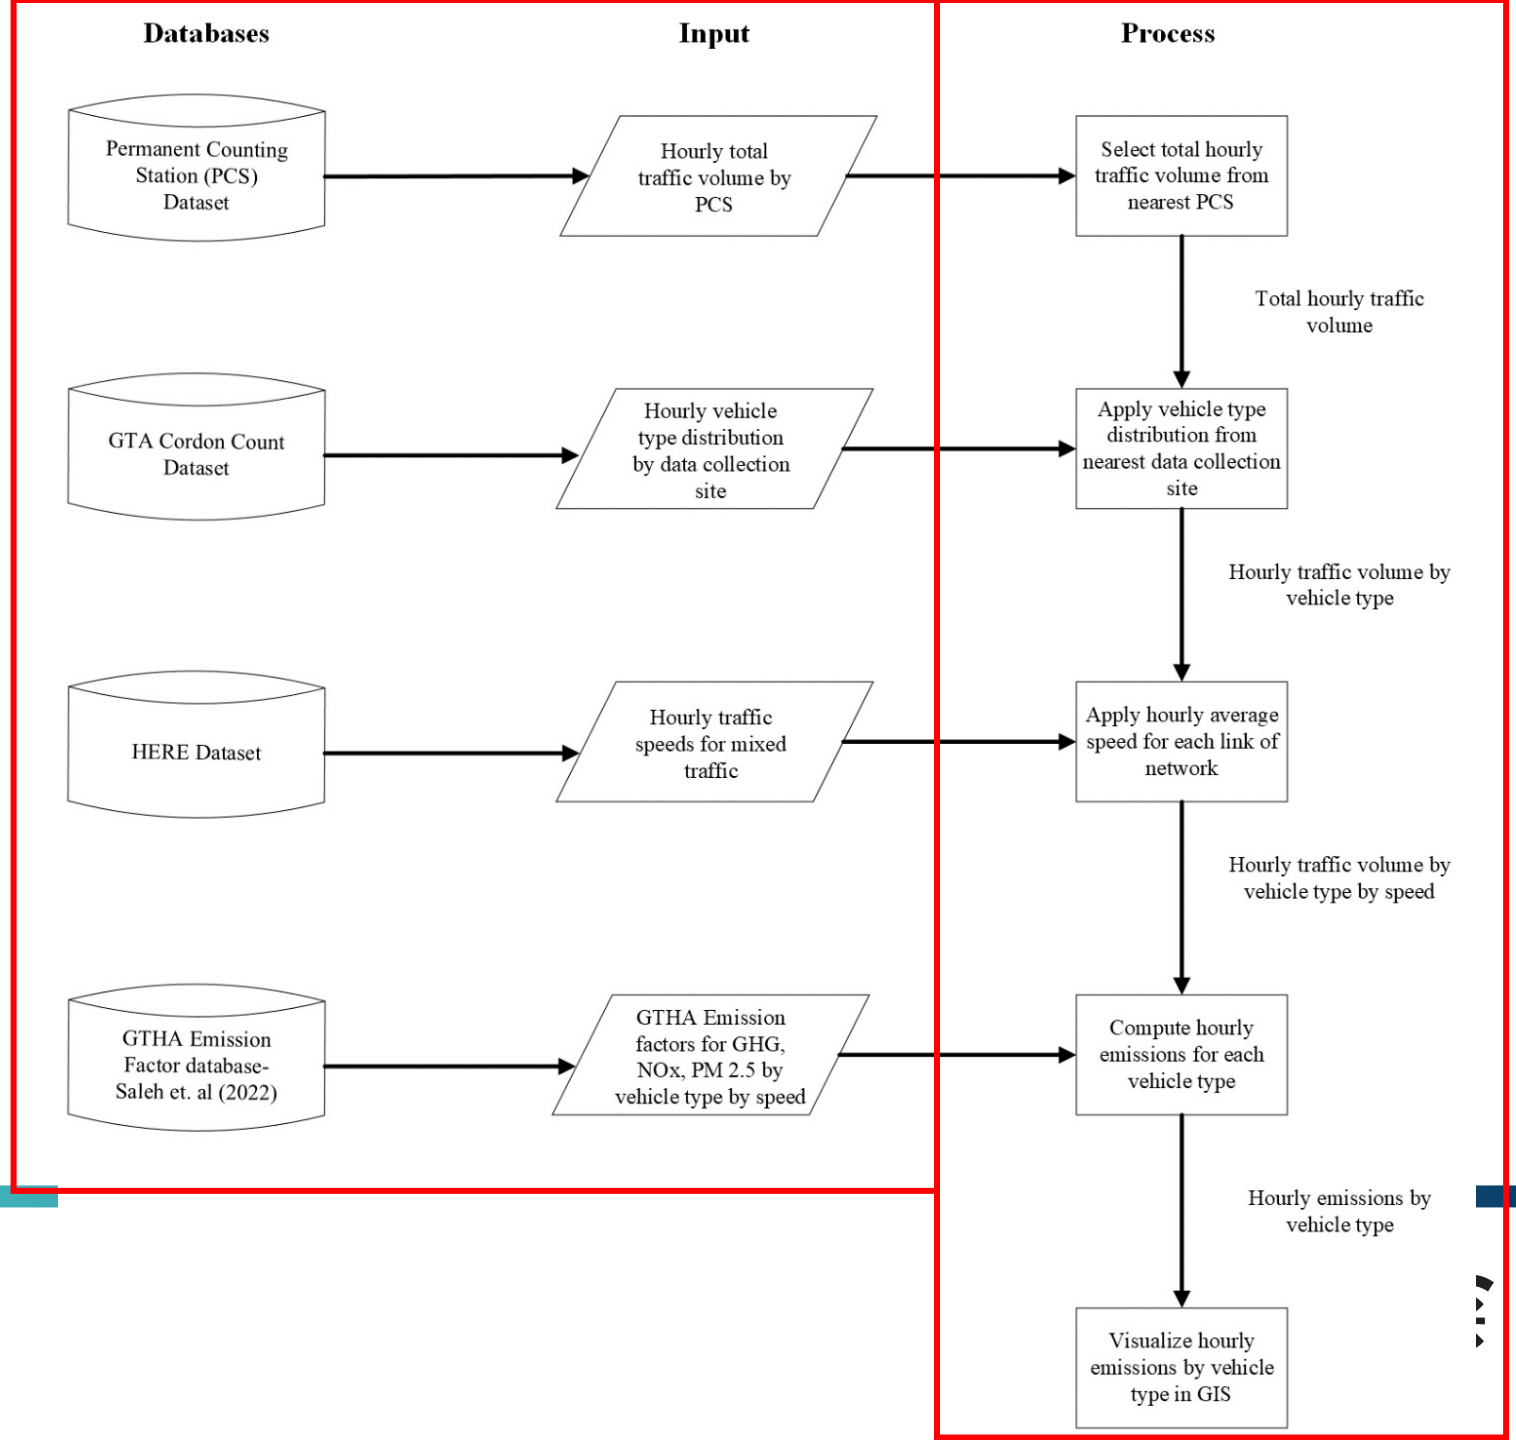 Databases
Input
Process
Permanent Counting
Station (PCS)
Dataset
Hourly total
traffic volume by
PCS
Select total hourly
traffic volume from
nearest PCS
Total hourly traffic
volume
GTA Cordon Count
Dataset
Hourly vehicle
type distribution
by data collection
site
Apply vehicle type
distribution from
nearest data collection
site
Hourly traffic volume by
vehicle type
HERE Dataset
Hourly traffic
speeds for mixed
traffic
Apply hourly average
speed for each link of
network
Hourly traffic volume by
vehicle type by speed
GTHA Emission
Factor database-
Saleh et. al (2022)
GTHA Emission
factors for GHG,
NOx, PM 2.5 by
vehicle type by speed
Compute hourly
emissions for each
vehicle type
Hourly emissions by
vehicle type
Visualize hourly
emissions by vehicle
type in GIS